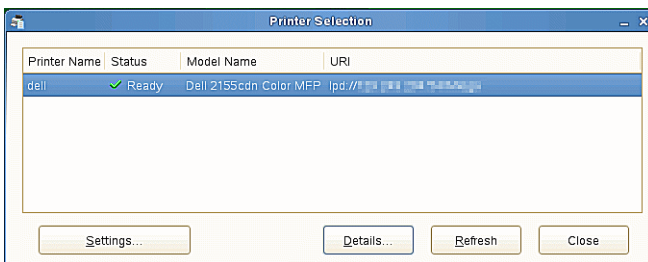 Printer Selection
Printer Name Status Model Name URI
dell Ready Dell 2155cdn Color MFP lpd://
Settings... Details... Refresh Close